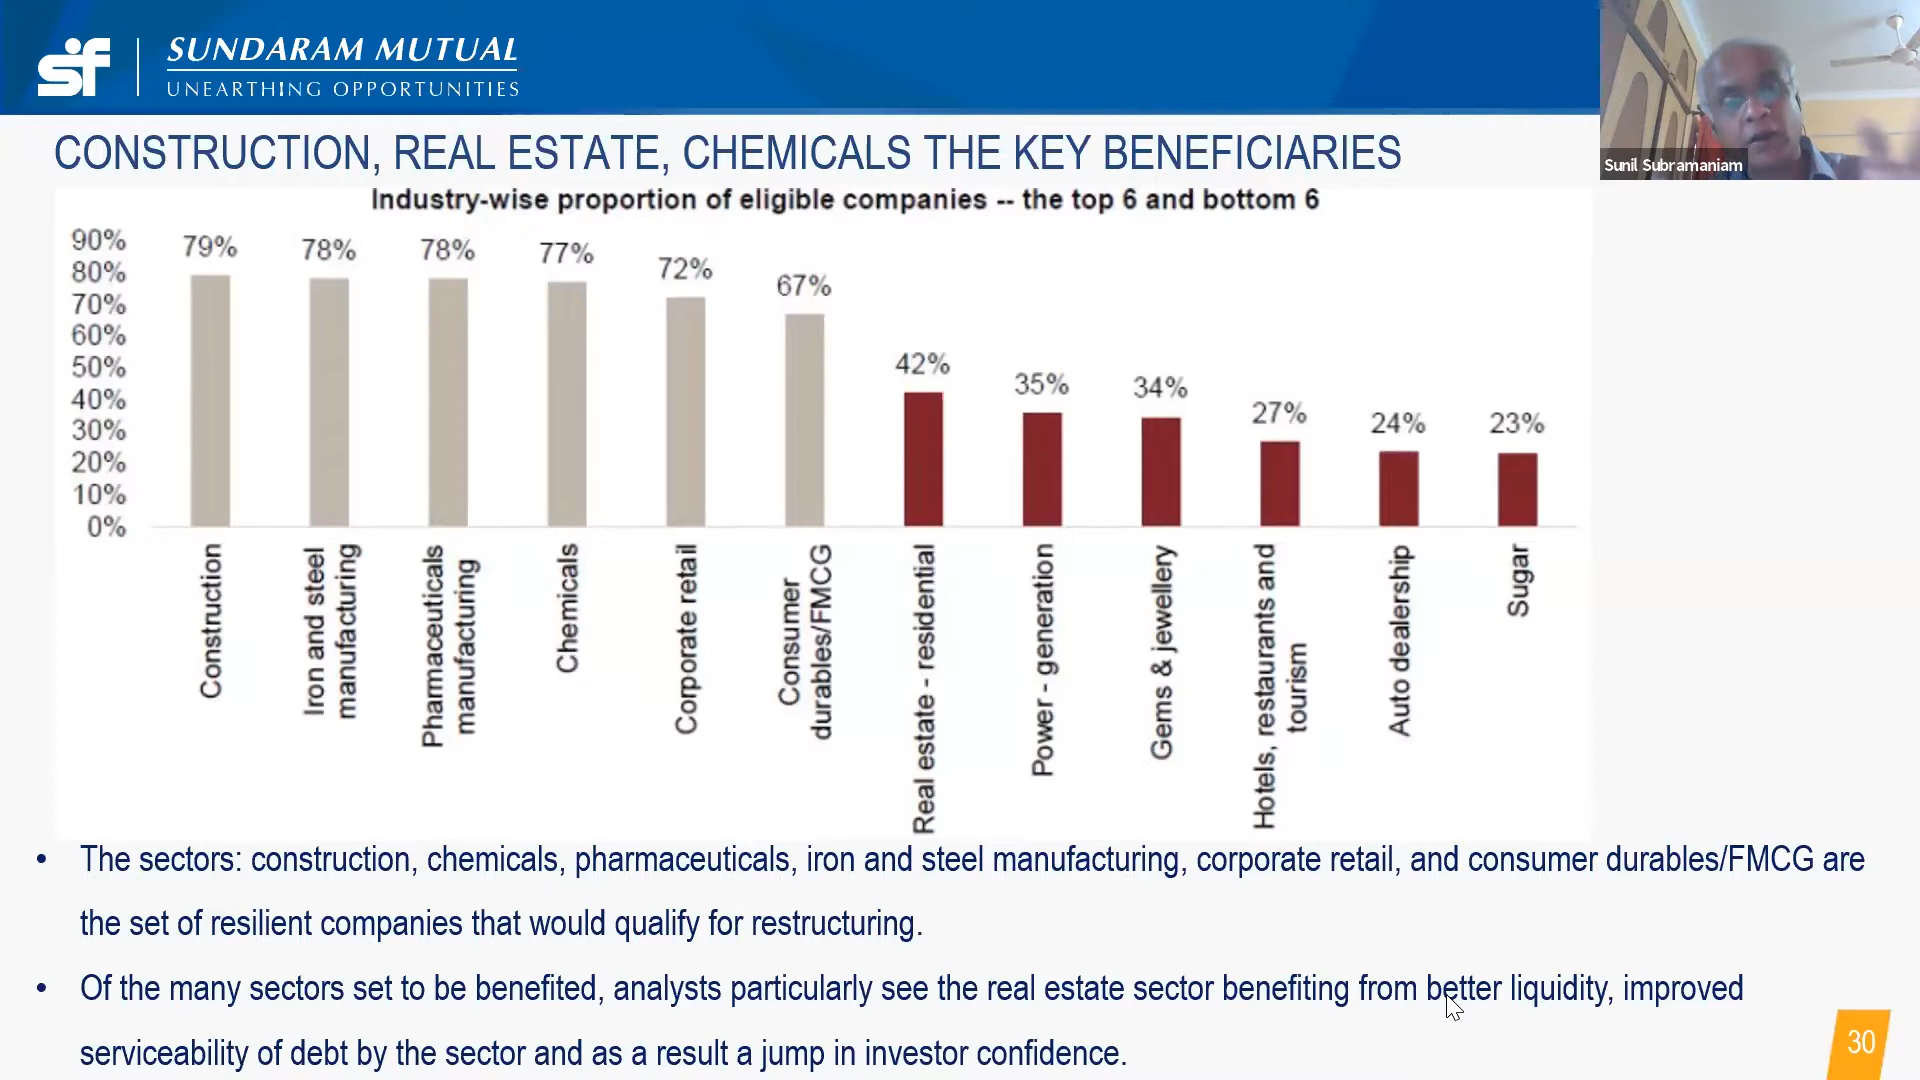 SUNDARAM MUTUAL
UNEARTHING OPPORTUNITIES
Sunil Subramaniam
CONSTRUCTION, REAL ESTATE, CHEMICALS THE KEY BENEFICIARIES
Industry-wise proportion of eligible companies -- the top 6 and bottom 6
90%
80%
70%
60%
50%
40%
30%
20%
10%
0%
79%
78%
78%
77%
72%
67%
42%
35%
34%
27%
24%
23%
Construction
Iron and steel
manufacturing
Pharmaceuticals
manufacturing
Chemicals
Corporate retail
Consumer
durables/FMCG
Real estate - residential
Power - generation
Gems & jewellery
Hotels, restaurants and
tourism
Auto dealership
Sugar
• The sectors: construction, chemicals, pharmaceuticals, iron and steel manufacturing, corporate retail, and consumer durables/FMCG are
the set of resilient companies that would qualify for restructuring.
• Of the many sectors set to be benefited, analysts particularly see the real estate sector benefiting from better liquidity, improved
serviceability of debt by the sector and as a result a jump in investor confidence.
30